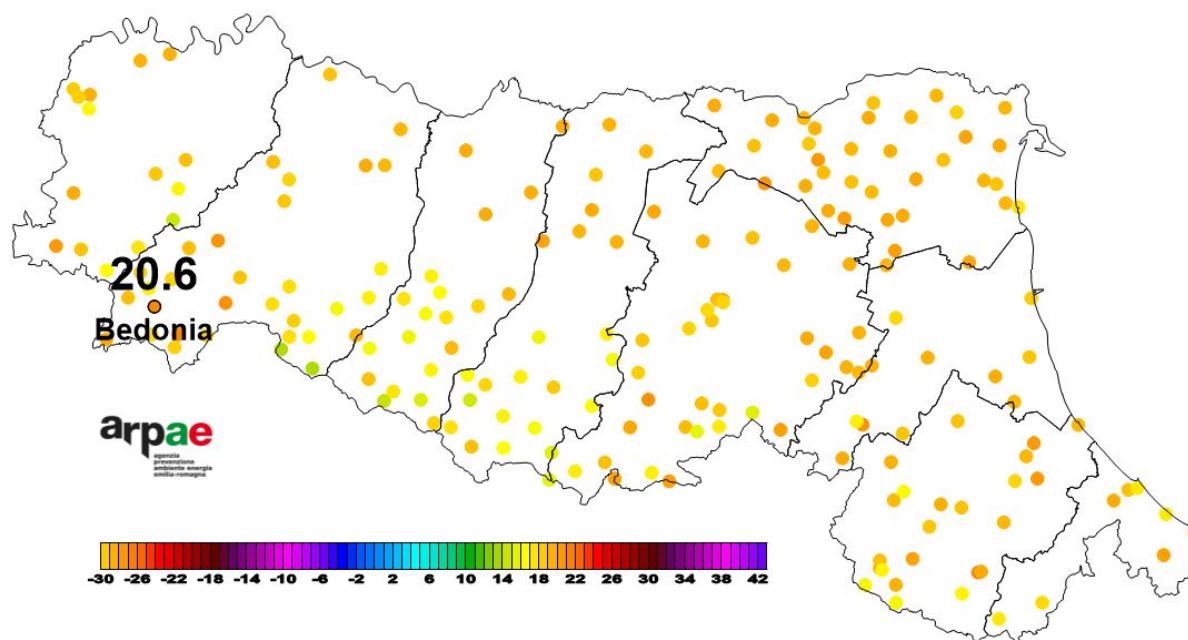 20.6
Bedonia
arpae
agenzia
prevenzione
ambiente energia
emilia-romagna
-30 -26 -22 -18 -14 -10 -6 -2 2 6 10 14 18 22 26 30 34 38 42